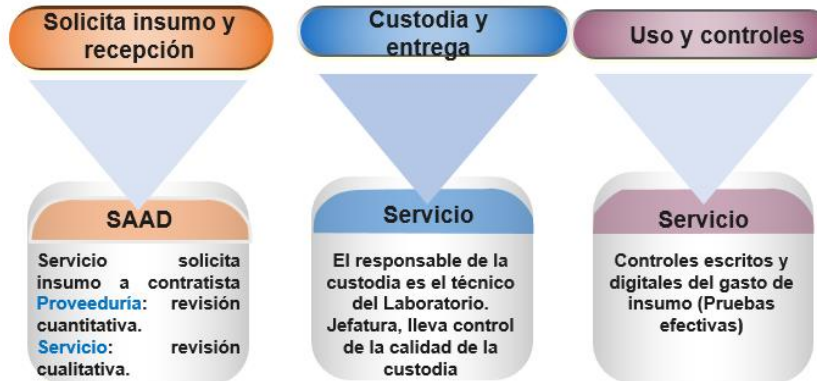 Solicita insumo y
recepción
Custodia y
entrega
Uso y controles
SAAD
Servicio solicita
insumo a contratista
Proveeduría: revisión
cuantitativa.
Servicio: revisión
cualitativa.
Servicio
El responsable de la
custodia es el técnico
del Laboratorio.
Jefatura, lleva control
de la calidad de la
custodia
Servicio
Controles escritos y
digitales del gasto de
insumo (Pruebas
efectivas)